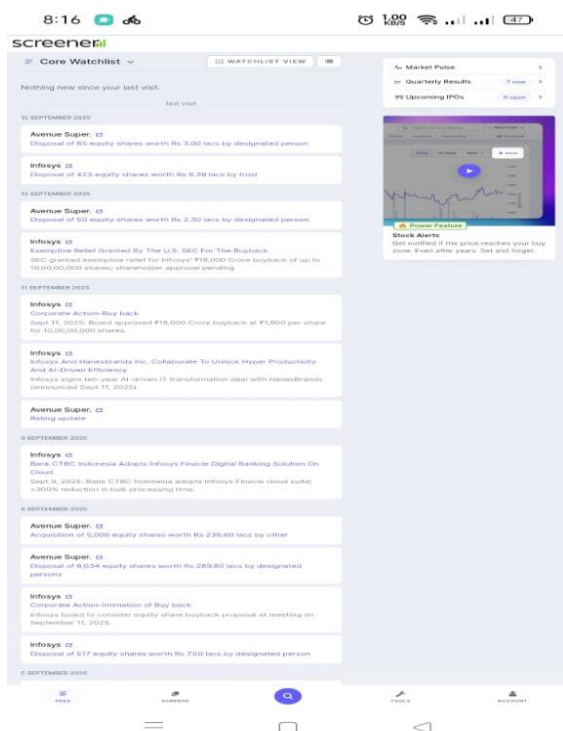 8:16
1.00
KB/S
47
screener
Core Watchlist
WATCHLIST VIEW
Nothing new since your last visit.
last visit
15 SEPTEMBER 2025
Avenue Super.
Disposal of 65 equity shares worth Rs 3.00 lacs by designated person
Infosys
Disposal of 423 equity shares worth Rs 6.39 lacs by trust
12 SEPTEMBER 2025
Avenue Super.
Disposal of 50 equity shares worth Rs 2.30 lacs by designated person
Infosys
Exemptive Relief Granted By The U.S. SEC For The Buyback
SEC granted exemptive relief for Infosys' ₹18,000 Crore buyback of up to
10,00,00,000 shares; shareholder approval pending
11 SEPTEMBER 2025
Infosys
Corporate Action-Buy back
Sept 11, 2025: Board approved ₹18,000 Crore buyback at ₹1,800 per share
for 10,00,00,000 shares.
Infosys
Infosys And Hanesbrands Inc. Collaborate To Unlock Hyper Productivity
And AI-Driven Efficiency
Infosys signs ten-year AI-driven IT transformation deal with HanesBrands
(announced Sept 11, 2025).
Avenue Super.
Rating update
9 SEPTEMBER 2025
Infosys
Bank CTBC Indonesia Adopts Infosys Finacle Digital Banking Solution On
Cloud
Sept 9, 2025: Bank CTBC Indonesia adopts Infosys Finacle cloud suite;
>300% reduction in bulk processing time.
Avenue Super.
Acquisition of 5,000 equity shares worth Rs 239.60 lacs by other
Avenue Super.
Disposal of 6,034 equity shares worth Rs 289.80 lacs by designated
persons
Infosys
Corporate Action-Intimation of Buy back
Infosys board to consider equity share buyback proposal at meeting on
September 11, 2025.
Infosys
Disposal of 517 equity shares worth Rs 7.50 lacs by designated person
5 SEPTEMBER 2025
Market Pulse
Quarterly Results
7 new
Upcoming IPOs
9 open
Power Feature
Stock Alerts
Get notified if the price reaches your buy
zone. Even after years. Set and forget.
FEED
SCREENS
TOOLS
ACCOUNT